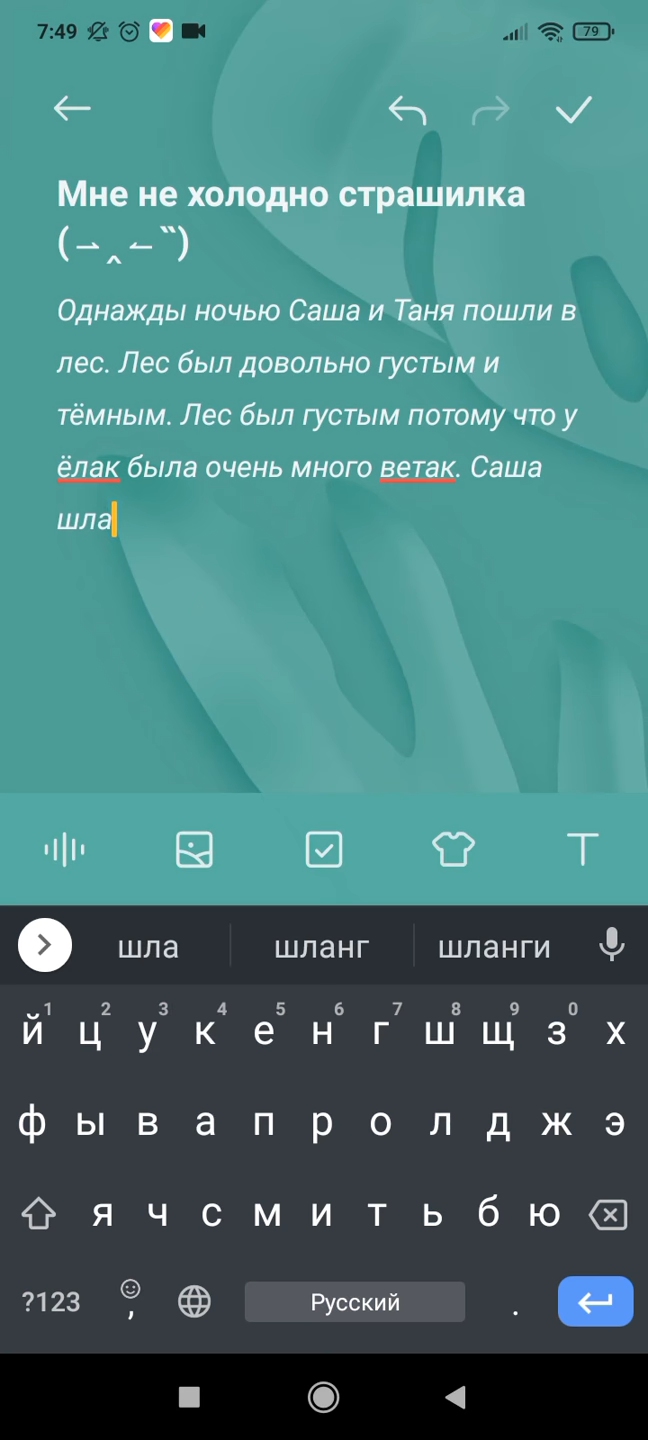 7:49
79
Мне не холодно страшилка
(⇀‸↼‶)
Однажды ночью Саша и Таня пошли в
лес. Лес был довольно густым и
тёмным. Лес был густым потому что у
ёлак была очень много ветак. Саша
шла
шла шланг шланги
1 2 3 4 5 6 7 8 9 0
й ц у к е н г ш щ з х
ф ы в а п р о л д ж э
я ч с м и т ь б ю
?123 , Русский .